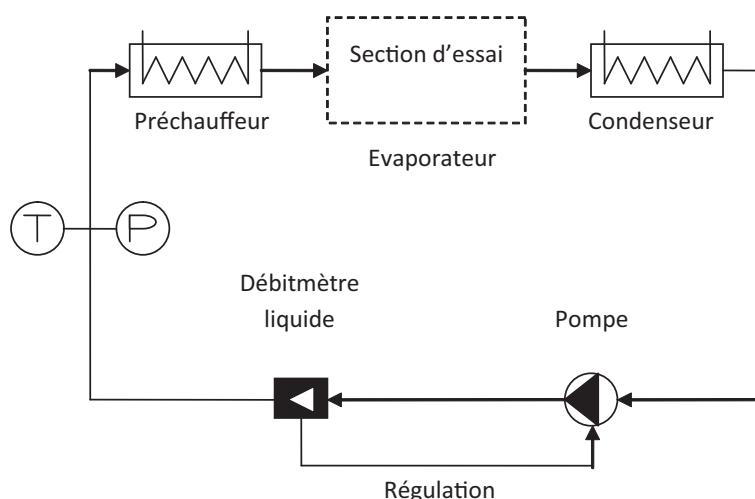 Section d'essai
Préchauffeur
Condenseur
Evaporateur
T
P
Débitmètre
liquide
Pompe
Régulation